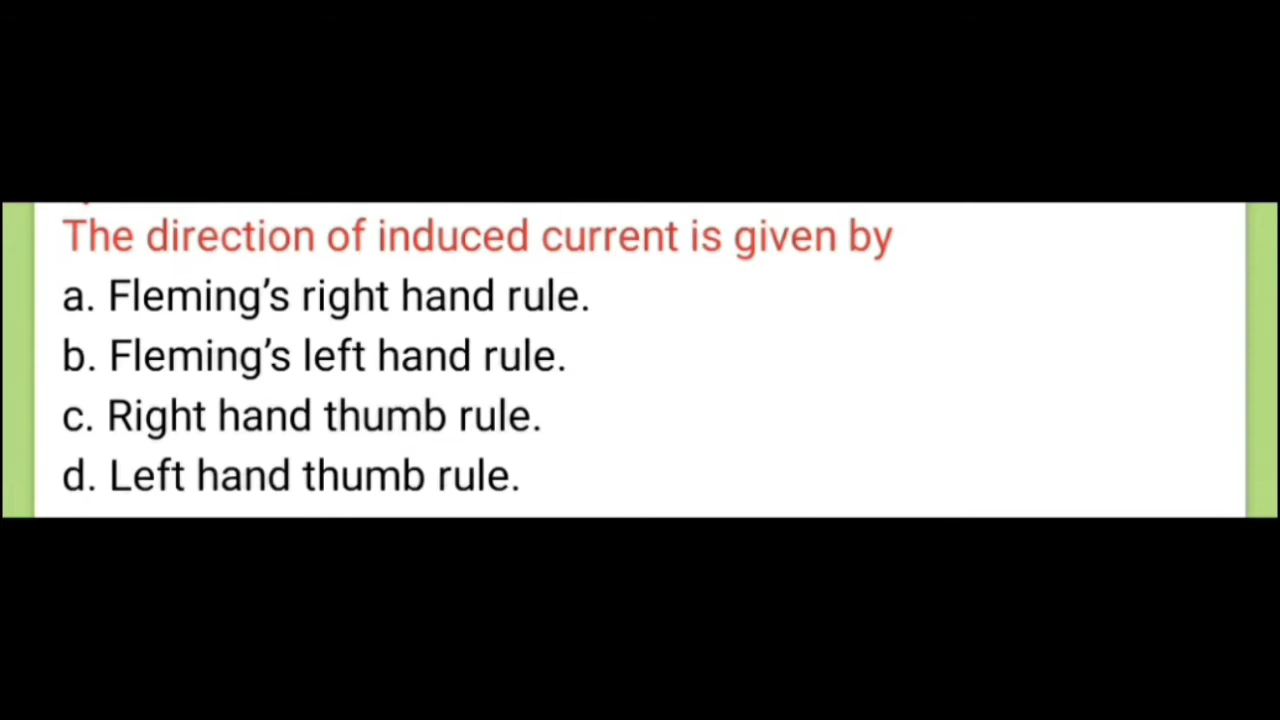 The direction of induced current is given by
a. Fleming’s right hand rule.
b. Fleming’s left hand rule.
c. Right hand thumb rule.
d. Left hand thumb rule.